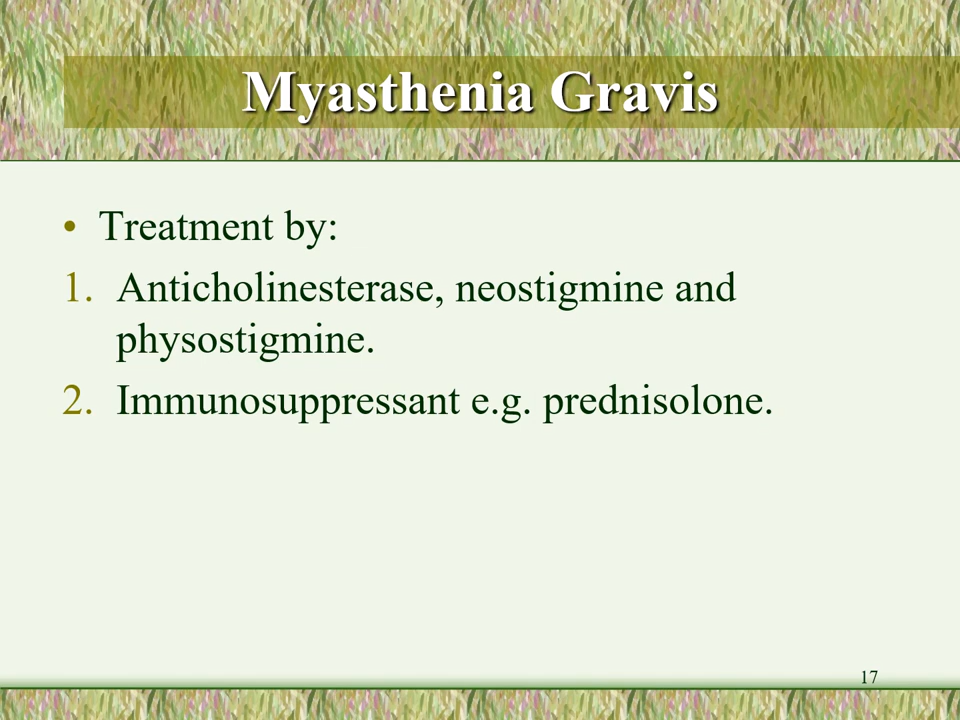 Myasthenia Gravis
• Treatment by:
1. Anticholinesterase, neostigmine and
physostigmine.
2. Immunosuppressant e.g. prednisolone.
17